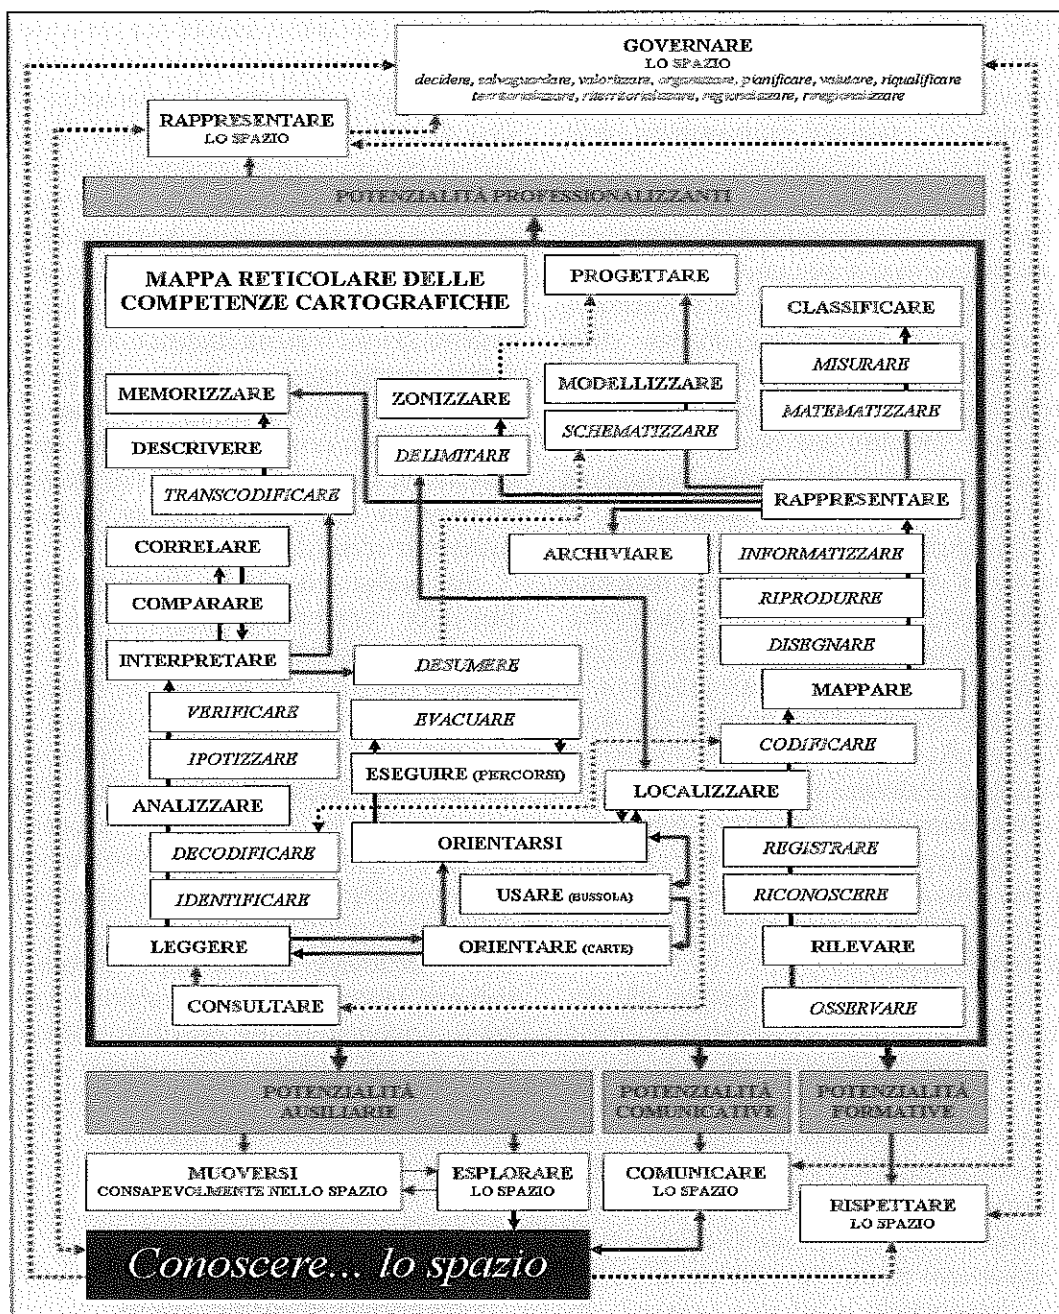 GOVERNARE
LO SPAZIO
decidere, salvaguardare, valorizzare, organizzare, pianificare, valutare, riqualificare
territorializzare, riterritorializzare, regionalizzare, riregionalizzare
RAPPRESENTARE
LO SPAZIO
POTENZIALITÀ PROFESSIONALIZZANTI
MAPPA RETICOLARE DELLE
COMPETENZE CARTOGRAFICHE
PROGETTARE
CLASSIFICARE
MISURARE
MATEMATIZZARE
MODELLIZZARE
SCHEMATIZZARE
ZONIZZARE
DELIMITARE
MEMORIZZARE
DESCRIVERE
TRANSCODIFICARE
RAPPRESENTARE
ARCHIVIARE
INFORMATIZZARE
RIPRODURRE
DISEGNARE
MAPPARE
CORRELARE
COMPARARE
INTERPRETARE
DESUMERE
VERIFICARE
EVACUARE
IPOTIZZARE
CODIFICARE
ESEGUIRE (PERCORSI)
LOCALIZZARE
ANALIZZARE
ORIENTARSI
DECODIFICARE
REGISTRARE
IDENTIFICARE
USARE (BUSSOLA)
RICONOSCERE
LEGGERE
ORIENTARE (CARTE)
RILEVARE
CONSULTARE
OSSERVARE
POTENZIALITÀ
AUSILIARIE
POTENZIALITÀ
COMUNICATIVE
POTENZIALITÀ
FORMATIVE
MUOVERSI
CONSAPEVOLMENTE NELLO SPAZIO
ESPLORARE
LO SPAZIO
COMUNICARE
LO SPAZIO
RISPETTARE
LO SPAZIO
Conoscere... lo spazio